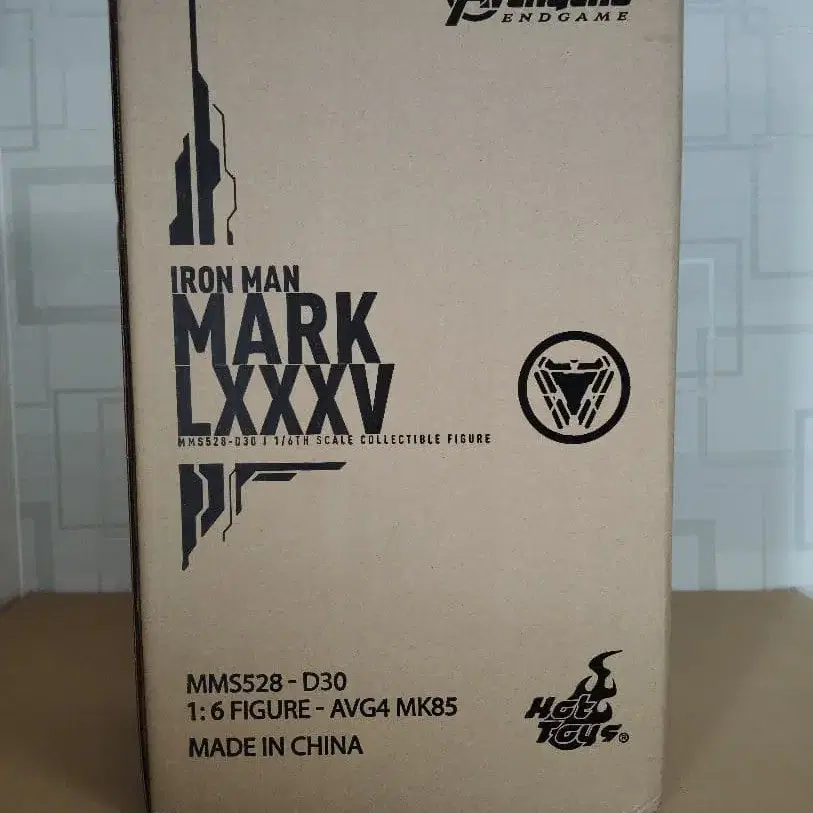 Avengers
ENDGAME
IRON MAN
MARK
LXXXV
MMS528-D30 | 1/6TH SCALE COLLECTIBLE FIGURE
MMS528 - D30
1: 6 FIGURE - AVG4 MK85
MADE IN CHINA
Hot
Toys®